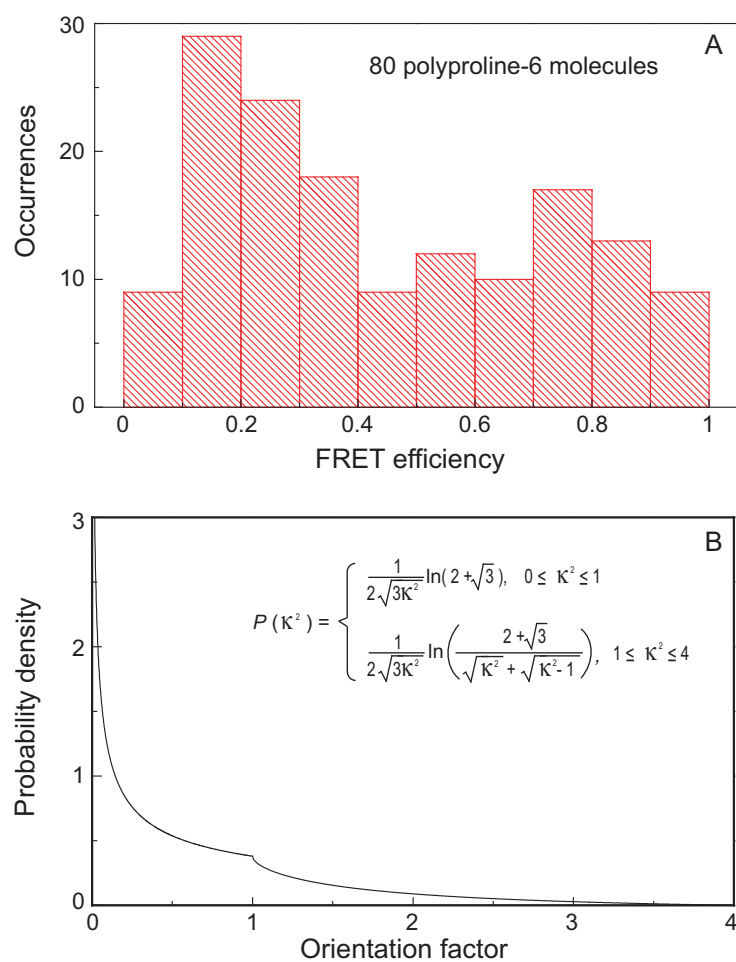 A
80 polyproline-6 molecules
30
20
10
0
Occurrences
0 0.2 0.4 0.6 0.8 1
FRET efficiency
B
3
2
1
0
Probability density
P (κ²) = { 1 / 2√3κ² ln( 2 +√3 ), 0 ≤ κ² ≤ 1
1 / 2√3κ² ln( 2 +√3 / √κ² + √κ²-1 ), 1 ≤ κ² ≤ 4
0 1 2 3 4
Orientation factor